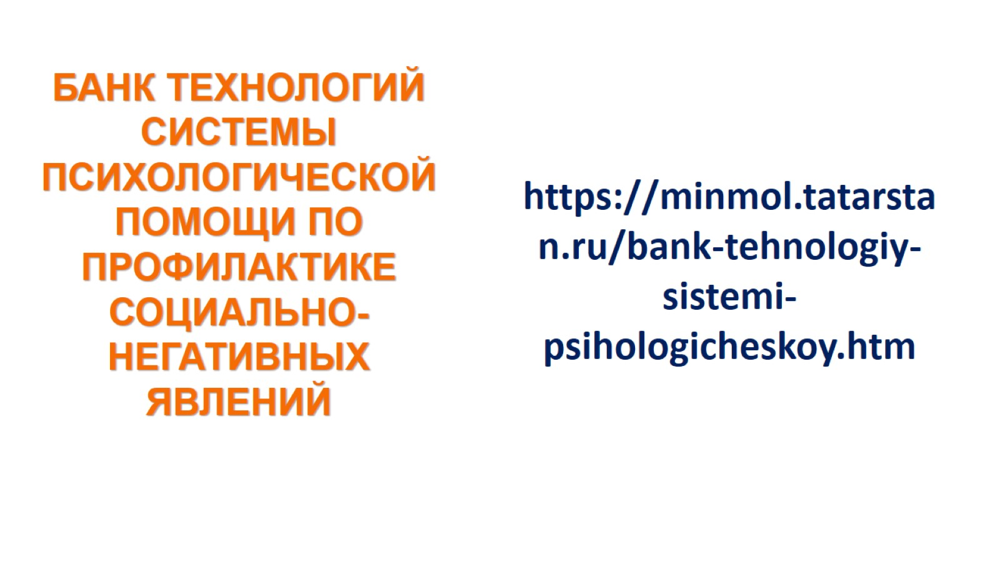 БАНК ТЕХНОЛОГИЙ
СИСТЕМЫ
ПСИХОЛОГИЧЕСКОЙ
ПОМОЩИ ПО
ПРОФИЛАКТИКЕ
СОЦИАЛЬНО-
НЕГАТИВНЫХ
ЯВЛЕНИЙ
https://minmol.tatarsta
n.ru/bank-tehnologiy-
sistemi-
psihologicheskoy.htm